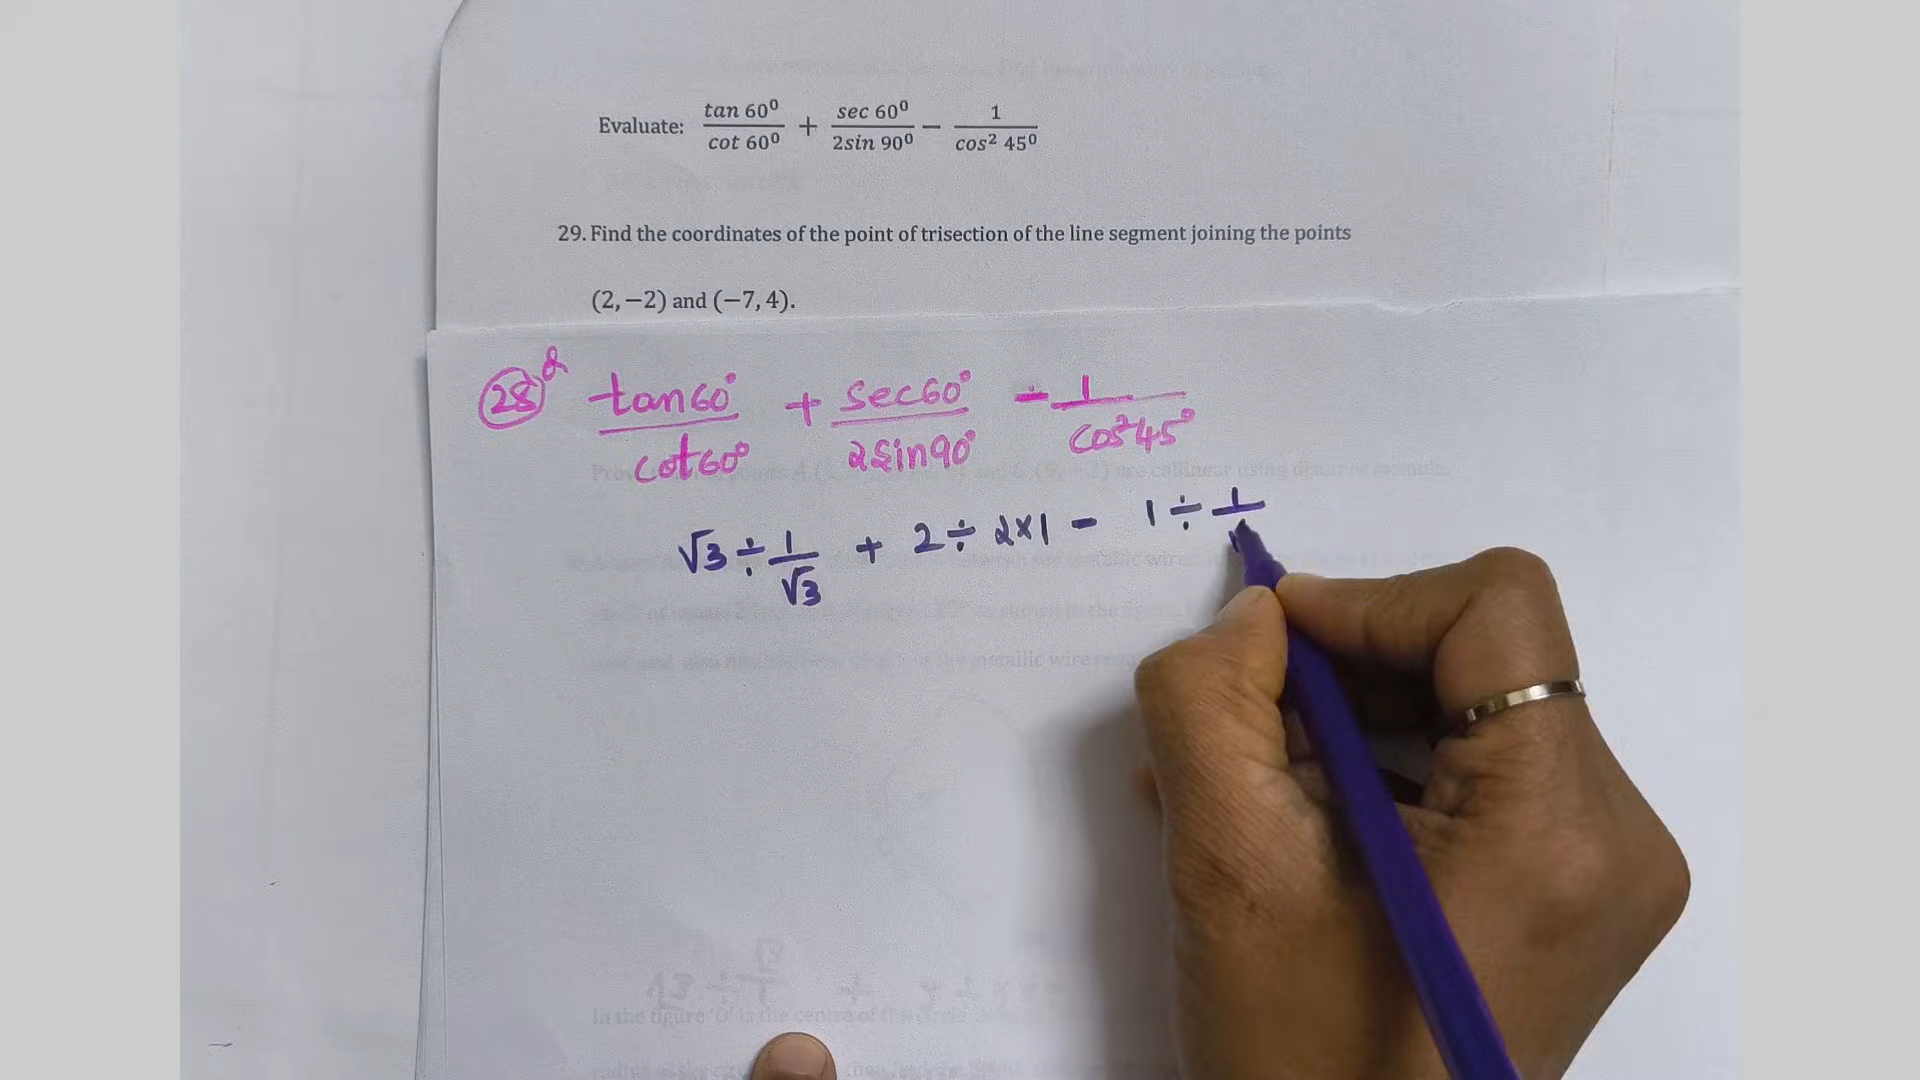 Evaluate: tan 60⁰ / cot 60⁰ + sec 60⁰ / 2sin 90⁰ − 1 / cos² 45⁰
29. Find the coordinates of the point of trisection of the line segment joining the points
(2, −2) and (−7, 4).
28 tan60° / cot60° + sec60° / 2sin90° - 1 / cos²45°
√3 ÷ 1/√3 + 2 ÷ 2×1 - 1 ÷ 1